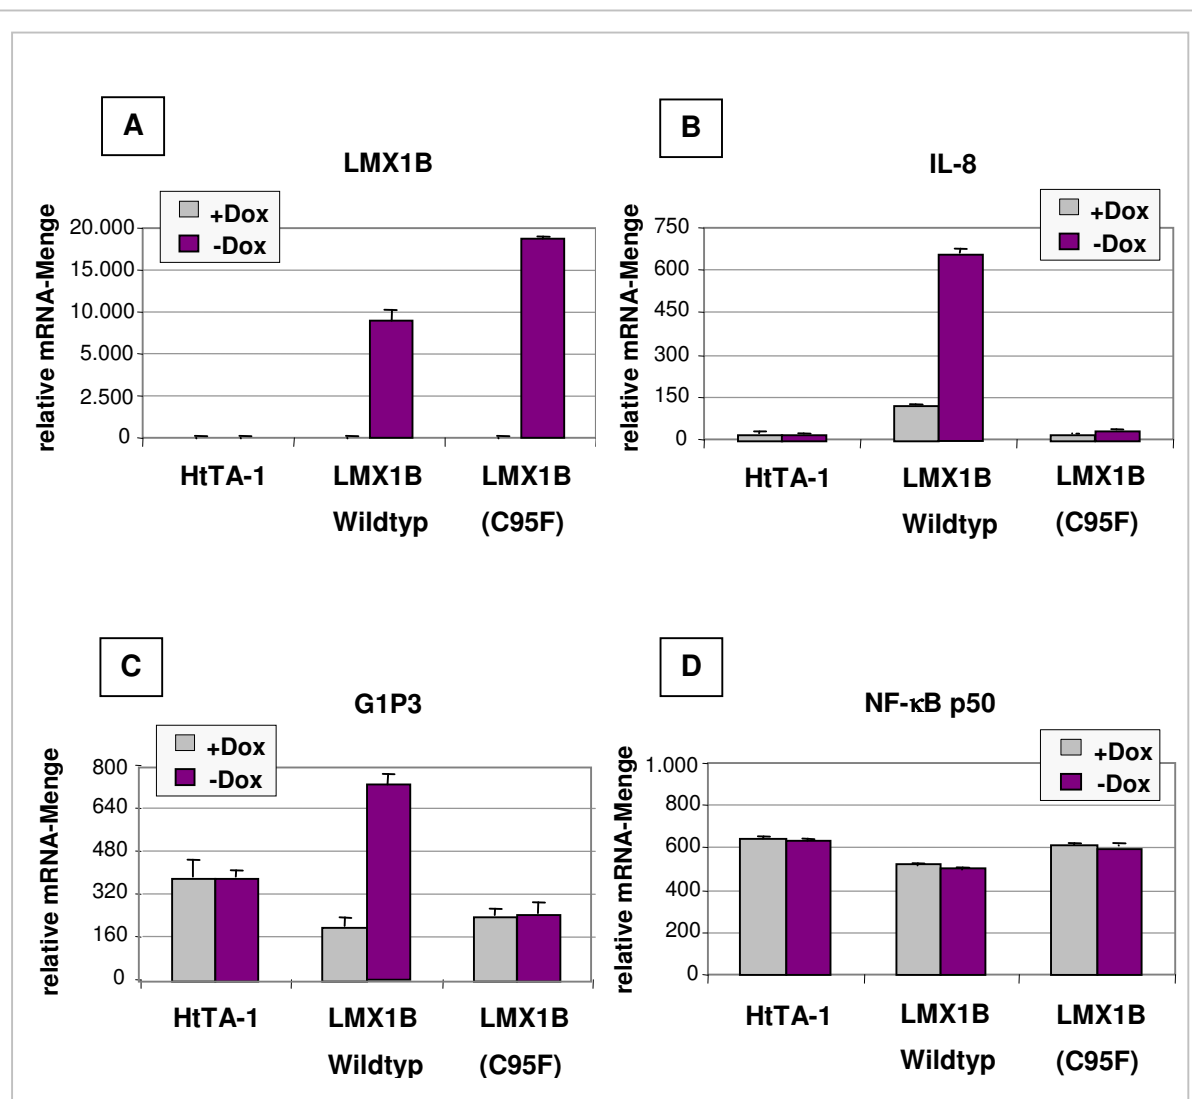 A
LMX1B
+Dox
-Dox
relative mRNA-Menge
20.000
15.000
10.000
5.000
2.500
0
HtTA-1
LMX1B
Wildtyp
LMX1B
(C95F)
B
IL-8
+Dox
-Dox
relative mRNA-Menge
750
600
450
300
150
0
HtTA-1
LMX1B
Wildtyp
LMX1B
(C95F)
C
G1P3
+Dox
-Dox
relative mRNA-Menge
800
640
480
320
160
0
HtTA-1
LMX1B
Wildtyp
LMX1B
(C95F)
D
NF-κB p50
+Dox
-Dox
relative mRNA-Menge
1.000
800
600
400
200
0
HtTA-1
LMX1B
Wildtyp
LMX1B
(C95F)